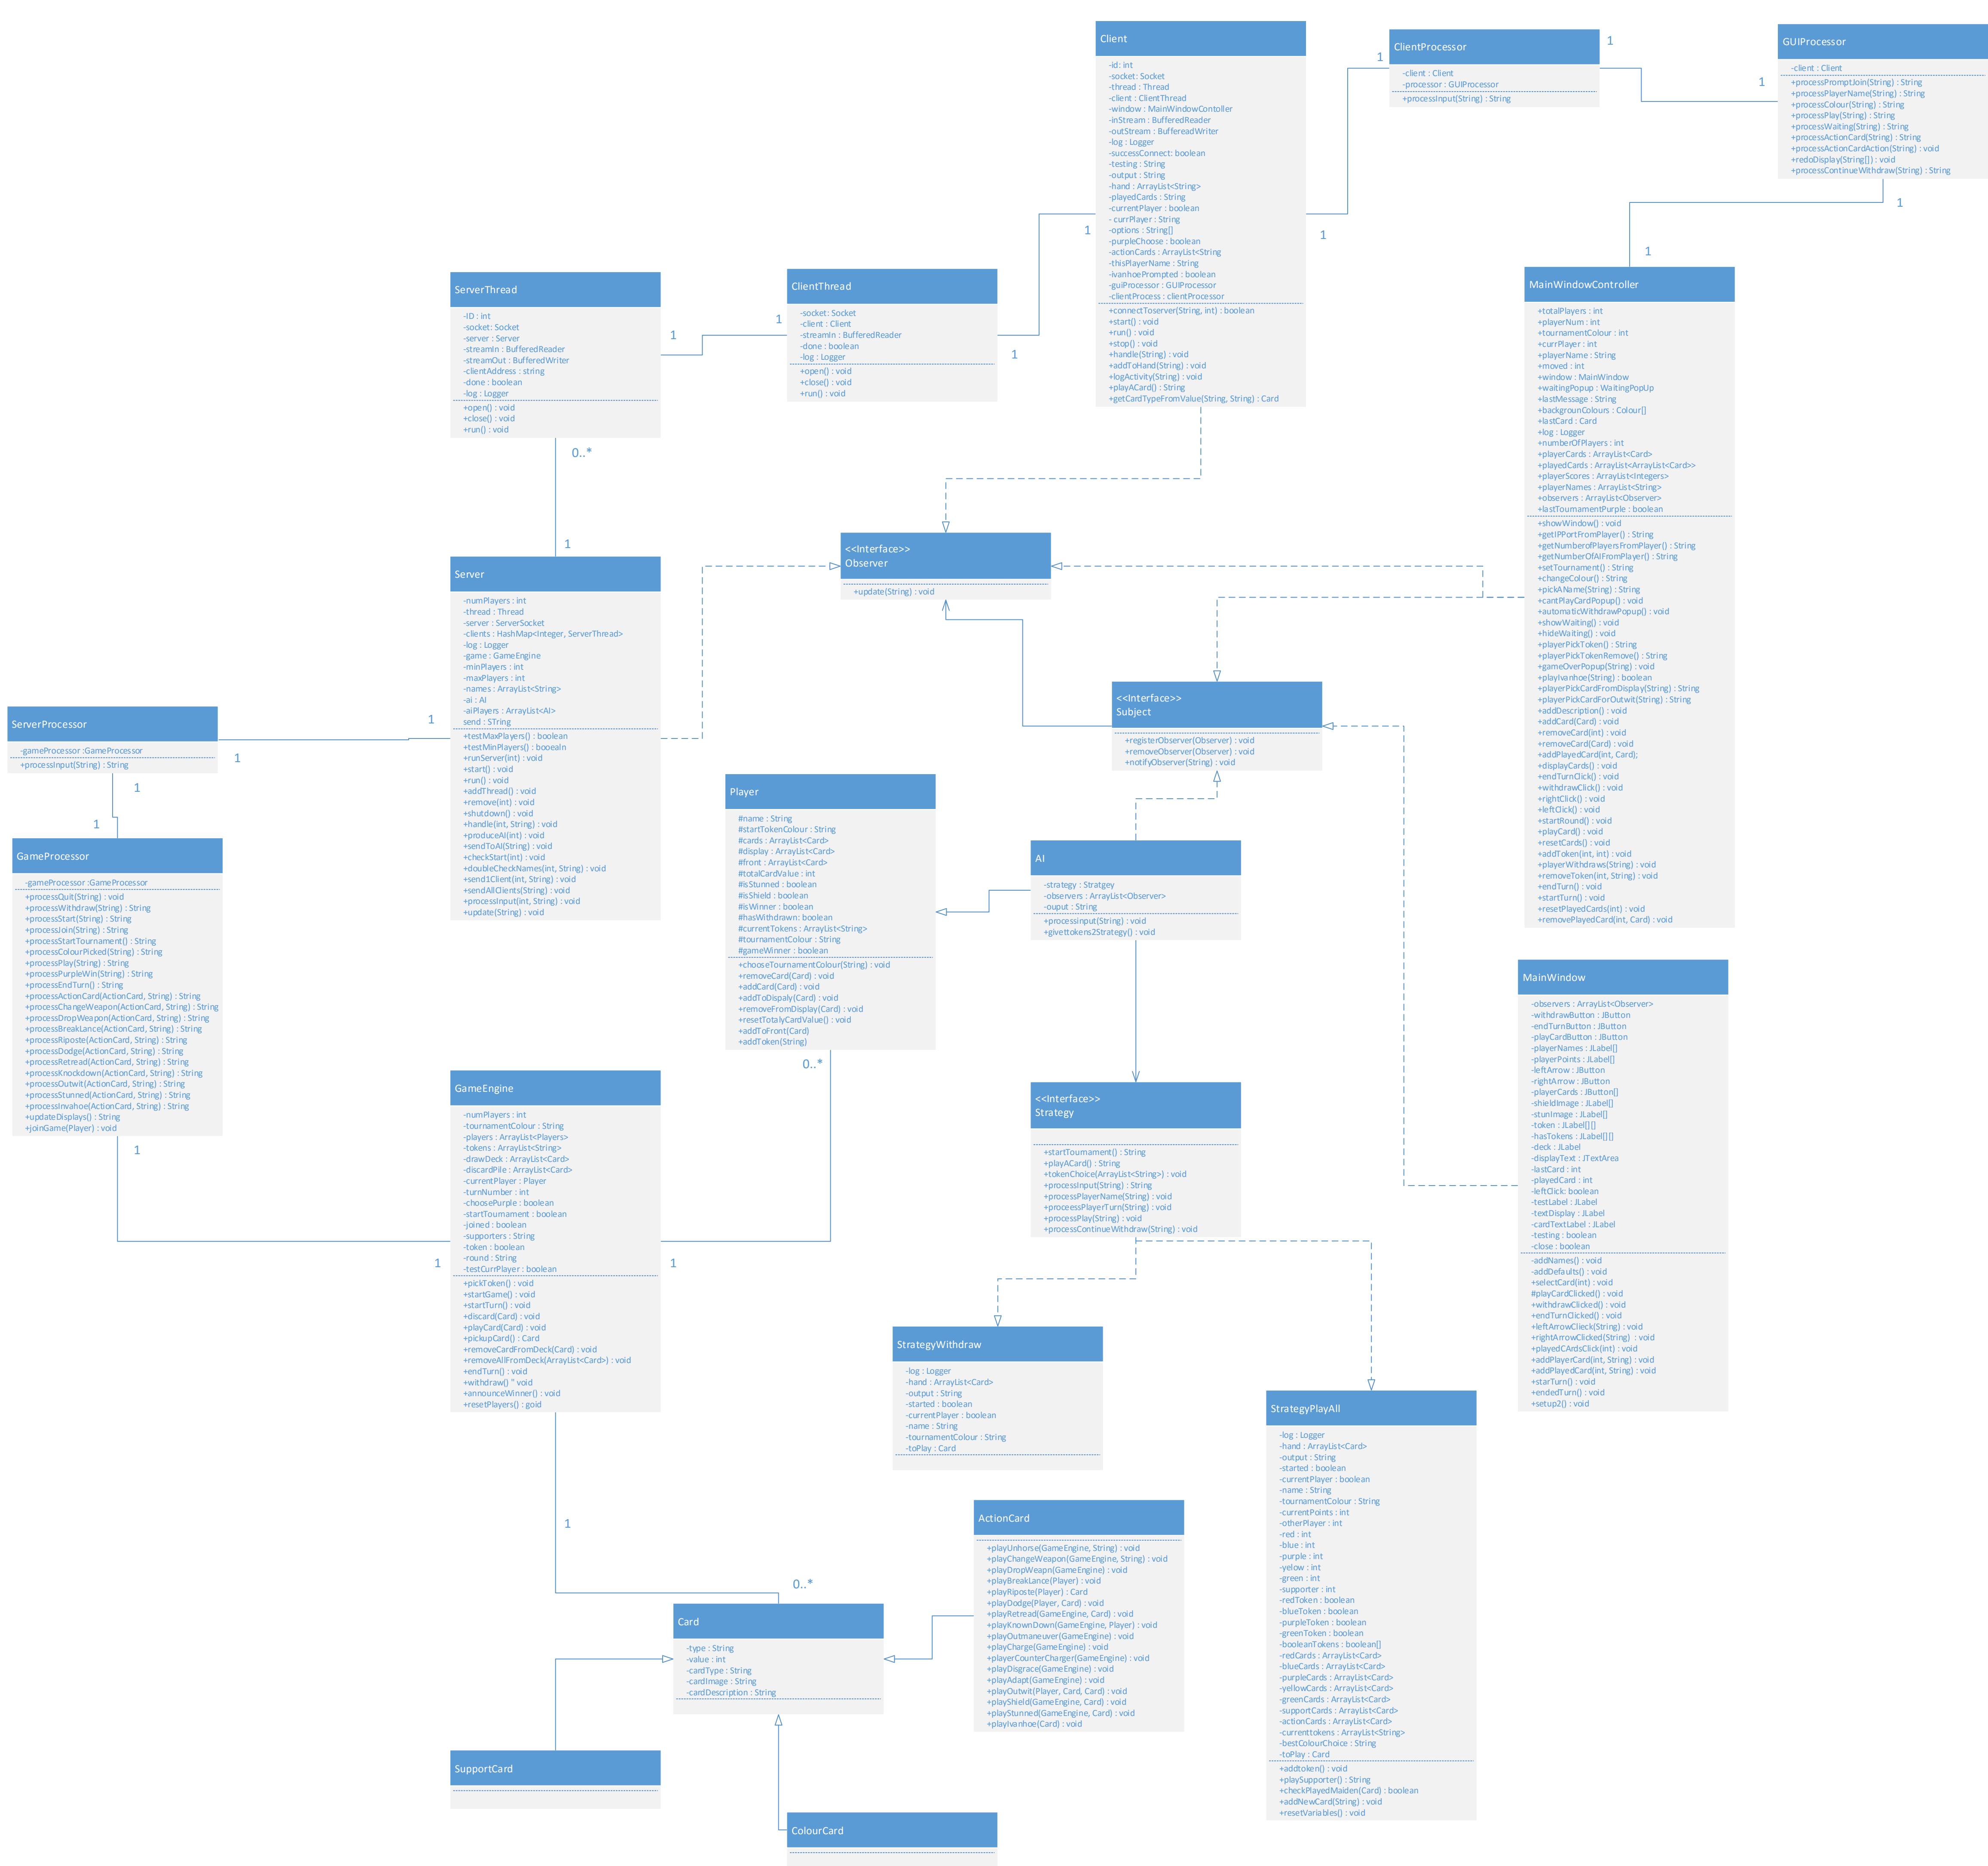 Client
-id: int
-socket: Socket
-thread : Thread
-client : ClientThread
-window : MainWindowContoller
-inStream : BufferedReader
-outStream : BuffereadWriter
-log : Logger
-successConnect: boolean
-testing : String
-output : String
-hand : ArrayList<String>
-playedCards : String
-currentPlayer : boolean
- currPlayer : String
-options : String[]
-purpleChoose : boolean
-actionCards : ArrayList<String
-thisPlayerName : String
-ivanhoePrompted : boolean
-guiProcessor : GUIProcessor
-clientProcess : clientProcessor
+connectToserver(String, int) : boolean
+start() : void
+run() : void
+stop() : void
+handle(String) : void
+addToHand(String) : void
+logActivity(String) : void
+playACard() : String
+getCardTypeFromValue(String, String) : Card
1
1
1
ClientProcessor
-client : Client
-processor : GUIProcessor
+processInput(String) : String
1
1
GUIProcessor
-client : Client
+processPromptJoin(String) : String
+processPlayerName(String) : String
+processColour(String) : String
+processPlay(String) : String
+processWaiting(String) : String
+processActionCard(String) : String
+processActionCardAction(String) : void
+redoDisplay(String[]) : void
+processContinueWithdraw(String) : String
1
1
ServerThread
-ID : int
-socket: Socket
-server : Server
-streamIn : BufferedReader
-streamOut : BufferedWriter
-clientAddress : string
-done : boolean
-log : Logger
+open() : void
+close() : void
+run() : void
1
1
0..*
1
ClientThread
-socket: Socket
-client : Client
-streamIn : BufferedReader
-done : boolean
-log : Logger
+open() : void
+close() : void
+run() : void
1
MainWindowController
+totalPlayers : int
+playerNum : int
+tournamentColour : int
+currPlayer : int
+playerName : String
+moved : int
+window : MainWindow
+waitingPopup : WaitingPopUp
+lastMessage : String
+backgrounColours : Colour[]
+lastCard : Card
+log : Logger
+numberOfPlayers : int
+playerCards : ArrayList<Card>
+playedCards : ArrayList<ArrayList<Card>>
+playerScores : ArrayList<Integers>
+playerNames : ArrayList<String>
+observers : ArrayList<Observer>
+lastTournamentPurple : boolean
+showWindow() : void
+getIPPortFromPlayer() : String
+getNumberofPlayersFromPlayer() : String
+getNumberOfAIFromPlayer() : String
+setTournament() : String
+changeColour() : String
+pickAName(String) : String
+cantPlayCardPopup() : void
+automaticWithdrawPopup() : void
+showWaiting() : void
+hideWaiting() : void
+playerPickToken() : String
+playerPickTokenRemove() : String
+gameOverPopup(String) : void
+playIvanhoe(String) : boolean
+playerPickCardFromDisplay(String) : String
+playerPickCardForOutwit(String) : String
+addDescription() : void
+addCard(Card) : void
+removeCard(int) : void
+removeCard(Card) : void
+addPlayedCard(int, Card);
+displayCards() : void
+endTurnClick() : void
+withdrawClick() : void
+rightClick() : void
+leftClick() : void
+startRound() : void
+playCard() : void
+resetCards() : void
+addToken(int, int) : void
+playerWithdraws(String) : void
+removeToken(int, String) : void
+endTurn() : void
+startTurn() : void
+resetPlayedCards(int) : void
+removePlayedCard(int, Card) : void
<<Interface>>
Observer
+update(String) : void
Server
-numPlayers : int
-thread : Thread
-server : ServerSocket
-clients : HashMap<Integer, ServerThread>
-log : Logger
-game : GameEngine
-minPlayers : int
-maxPlayers : int
-names : ArrayList<String>
-ai : AI
-aiPlayers : ArrayList<AI>
send : STring
+testMaxPlayers() : boolean
+testMinPlayers() : booealn
+runServer(int) : void
+start() : void
+run() : void
+addThread() : void
+remove(int) : void
+shutdown() : void
+handle(int, String) : void
+produceAI(int) : void
+sendToAI(String) : void
+checkStart(int) : void
+doubleCheckNames(int, String) : void
+send1Client(int, String) : void
+sendAllClients(String) : void
+processInput(int, String) : void
+update(String) : void
1
<<Interface>>
Subject
+registerObserver(Observer) : void
+removeObserver(Observer) : void
+notifyObserver(String) : void
ServerProcessor
-gameProcessor :GameProcessor
+processInput(String) : String
1
1
1
GameProcessor
-gameProcessor :GameProcessor
+processQuit(String) : void
+processWithdraw(String) : String
+processStart(String) : String
+processJoin(String) : String
+processStartTournament() : String
+processColourPicked(String) : String
+processPlay(String) : String
+processPurpleWin(String) : String
+processEndTurn() : String
+processActionCard(ActionCard, String) : String
+processChangeWeapon(ActionCard, String) : String
+processDropWeapon(ActionCard, String) : String
+processBreakLance(ActionCard, String) : String
+processRiposte(ActionCard, String) : String
+processDodge(ActionCard, String) : String
+processRetread(ActionCard, String) : String
+processKnockdown(ActionCard, String) : String
+processOutwit(ActionCard, String) : String
+processStunned(ActionCard, String) : String
+processInvahoe(ActionCard, String) : String
+updateDisplays() : String
+joinGame(Player) : void
1
1
Player
#name : String
#startTokenColour : String
#cards : ArrayList<Card>
#display : ArrayList<Card>
#front : ArrayList<Card>
#totalCardValue : int
#isStunned : boolean
#isShield : boolean
#isWinner : boolean
#hasWithdrawn: boolean
#currentTokens : ArrayList<String>
#tournamentColour : String
#gameWinner : boolean
+chooseTournamentColour(String) : void
+removeCard(Card) : void
+addCard(Card) : void
+addToDispaly(Card) : void
+removeFromDisplay(Card) : void
+resetTotalyCardValue() : void
+addToFront(Card)
+addToken(String)
0..*
AI
-strategy : Stratgey
-observers : ArrayList<Observer>
-ouput : String
+processinput(String) : void
+givettokens2Strategy() : void
MainWindow
-observers : ArrayList<Observer>
-withdrawButton : JButton
-endTurnButton : JButton
-playCardButton : JButton
-playerNames : JLabel[]
-playerPoints : JLabel[]
-leftArrow : JButton
-rightArrow : JButton
-playerCards : JButton[]
-shieldImage : JLabel[]
-stunImage : JLabel[]
-token : JLabel[][]
-hasTokens : JLabel[][]
-deck : JLabel
-displayText : JTextArea
-lastCard : int
-playedCard : int
-leftClick: boolean
-testLabel : JLabel
-textDisplay : JLabel
-cardTextLabel : JLabel
-testing : boolean
-close : boolean
-addNames() : void
-addDefaults() : void
+selectCard(int) : void
#playCardClicked() : void
+withdrawClicked() : void
+endTurnClicked() : void
+leftArrowClieck(String) : void
+rightArrowClicked(String)  : void
+playedCArdsClick(int) : void
+addPlayerCard(int, String) : void
+addPlayedCard(int, String) : void
+starTurn() : void
+endedTurn() : void
+setup2() : void
GameEngine
-numPlayers : int
-tournamentColour : String
-players : ArrayList<Players>
-tokens : ArrayList<String>
-drawDeck : ArrayList<Card>
-discardPile : ArrayList<Card>
-currentPlayer : Player
-turnNumber : int
-choosePurple : boolean
-startTournament : boolean
-joined : boolean
-supporters : String
-token : boolean
-round : String
-testCurrPlayer : boolean
+pickToken() : void
+startGame() : void
+startTurn() : void
+discard(Card) : void
+playCard(Card) : void
+pickupCard() : Card
+removeCardFromDeck(Card) : void
+removeAllFromDeck(ArrayList<Card>) : void
+endTurn() : void
+withdraw() " void
+announceWinner() : void
+resetPlayers() : goid
1
1
0..*
<<Interface>>
Strategy
+startTournament() : String
+playACard() : String
+tokenChoice(ArrayList<String>) : void
+processInput(String) : String
+processPlayerName(String) : void
+proceessPlayerTurn(String) : void
+processPlay(String) : void
+processContinueWithdraw(String) : void
StrategyWithdraw
-log : Logger
-hand : ArrayList<Card>
-output : String
-started : boolean
-currentPlayer : boolean
-name : String
-tournamentColour : String
-toPlay : Card
StrategyPlayAll
-log : Logger
-hand : ArrayList<Card>
-output : String
-started : boolean
-currentPlayer : boolean
-name : String
-tournamentColour : String
-currentPoints : int
-otherPlayer : int
-red : int
-blue : int
-purple : int
-yelow : int
-green : int
-supporter : int
-redToken : boolean
-blueToken : boolean
-purpleToken : boolean
-greenToken : boolean
-booleanTokens : boolean[]
-redCards : ArrayList<Card>
-blueCards : ArrayList<Card>
-purpleCards : ArrayList<Card>
-yellowCards : ArrayList<Card>
-greenCards : ArrayList<Card>
-supportCards : ArrayList<Card>
-actionCards : ArrayList<Card>
-currenttokens : ArrayList<String>
-bestColourChoice : String
-toPlay : Card
+addtoken() : void
+playSupporter() : String
+checkPlayedMaiden(Card) : boolean
+addNewCard(String) : void
+resetVariables() : void
ActionCard
+playUnhorse(GameEngine, String) : void
+playChangeWeapon(GameEngine, String) : void
+playDropWeapn(GameEngine) : void
+playBreakLance(Player) : void
+playRiposte(Player) : Card
+playDodge(Player, Card) : void
+playRetread(GameEngine, Card) : void
+playKnownDown(GameEngine, Player) : void
+playOutmaneuver(GameEngine) : void
+playCharge(GameEngine) : void
+playerCounterCharger(GameEngine) : void
+playDisgrace(GameEngine) : void
+playAdapt(GameEngine) : void
+playOutwit(Player, Card, Card) : void
+playShield(GameEngine, Card) : void
+playStunned(GameEngine, Card) : void
+playIvanhoe(Card) : void
Card
-type : String
-value : int
-cardType : String
-cardImage : String
-cardDescription : String
SupportCard
ColourCard